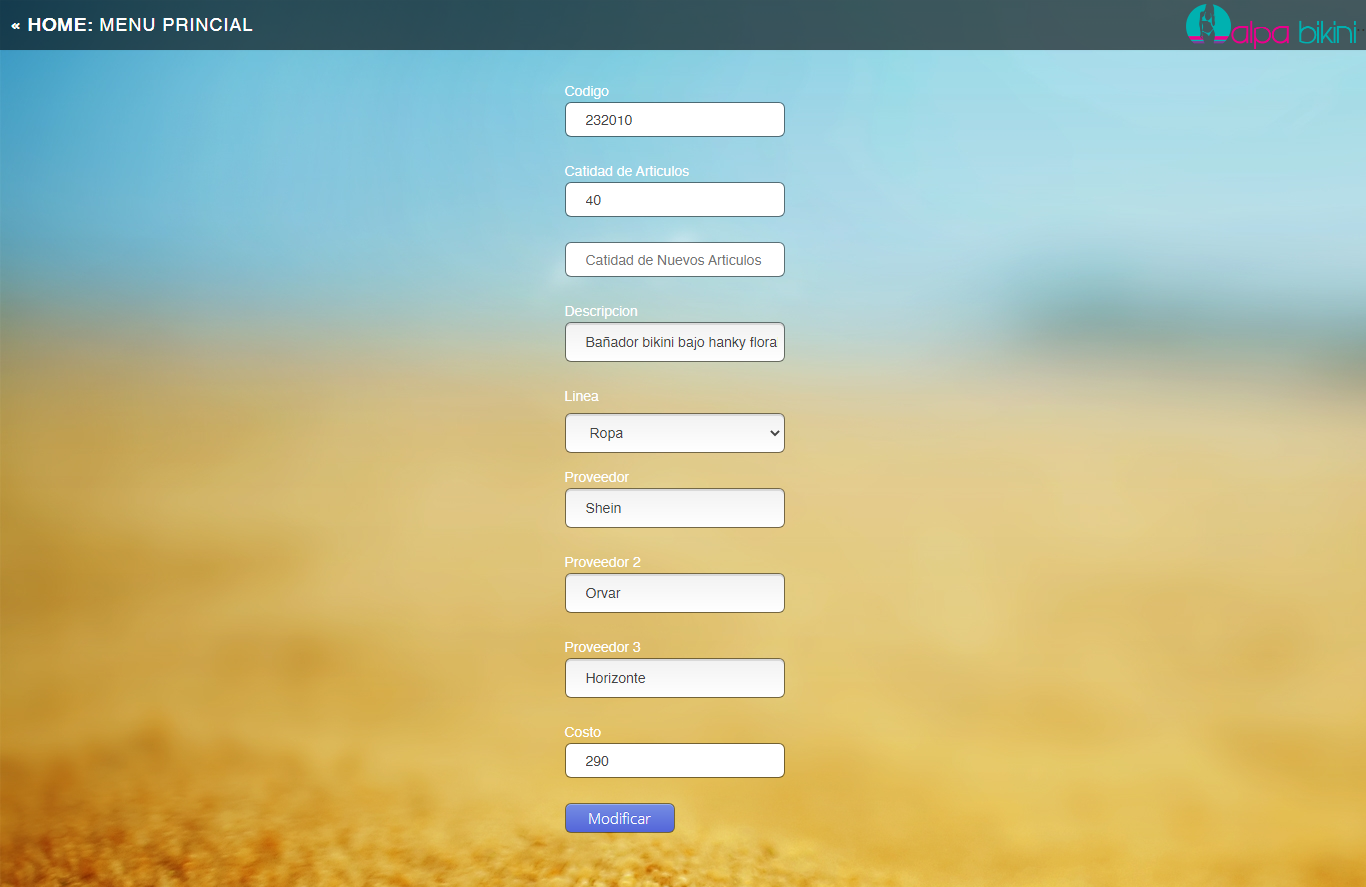 « HOME: MENU PRINCIAL
alpa bikini
Codigo
232010
Catidad de Articulos
40
Catidad de Nuevos Articulos
Descripcion
Bañador bikini bajo hanky flora
Linea
Ropa
Proveedor
Shein
Proveedor 2
Orvar
Proveedor 3
Horizonte
Costo
290
Modificar